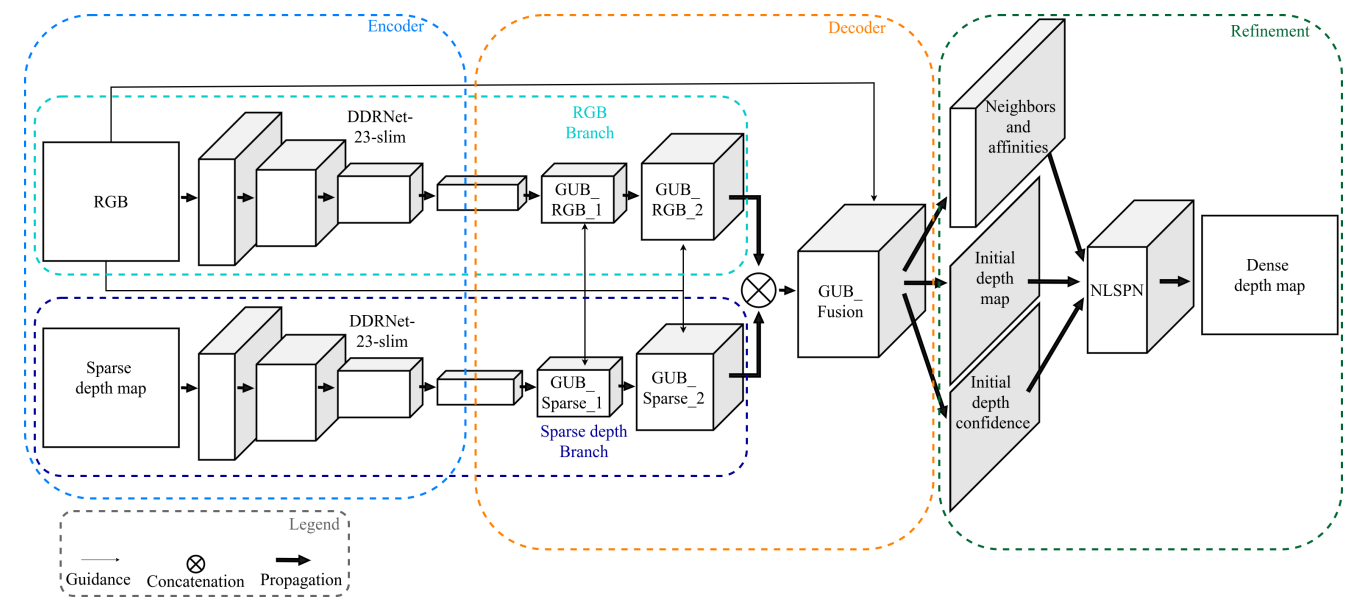 Encoder
Decoder
Refinement
DDRNet-
23-slim
RGB
Branch
RGB
GUB_
RGB_1
GUB_
RGB_2
Neighbors
and
affinities
Initial
depth
map
GUB_
Fusion
NLSPN
Dense
depth map
Sparse
depth map
DDRNet-
23-slim
GUB_
Sparse_1
GUB_
Sparse_2
Initial
depth
confidence
Sparse depth
Branch
Legend
Guidance
Concatenation
Propagation